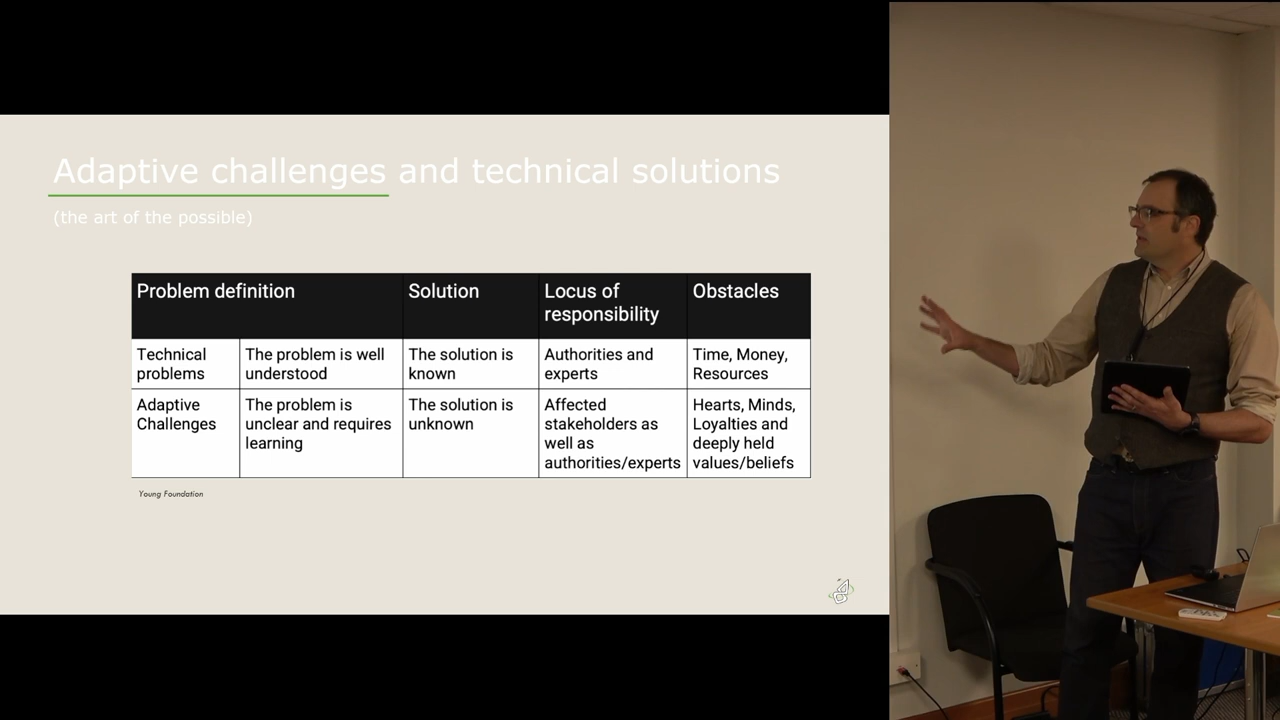 Adaptive challenges and technical solutions
(the art of the possible)
Problem definition
Solution
Locus of
responsibility
Obstacles
Technical
problems
The problem is well
understood
The solution is
known
Authorities and
experts
Time, Money,
Resources
Adaptive
Challenges
The problem is
unclear and requires
learning
The solution is
unknown
Affected
stakeholders as
well as
authorities/experts
Hearts, Minds,
Loyalties and
deeply held
values/beliefs
Young Foundation